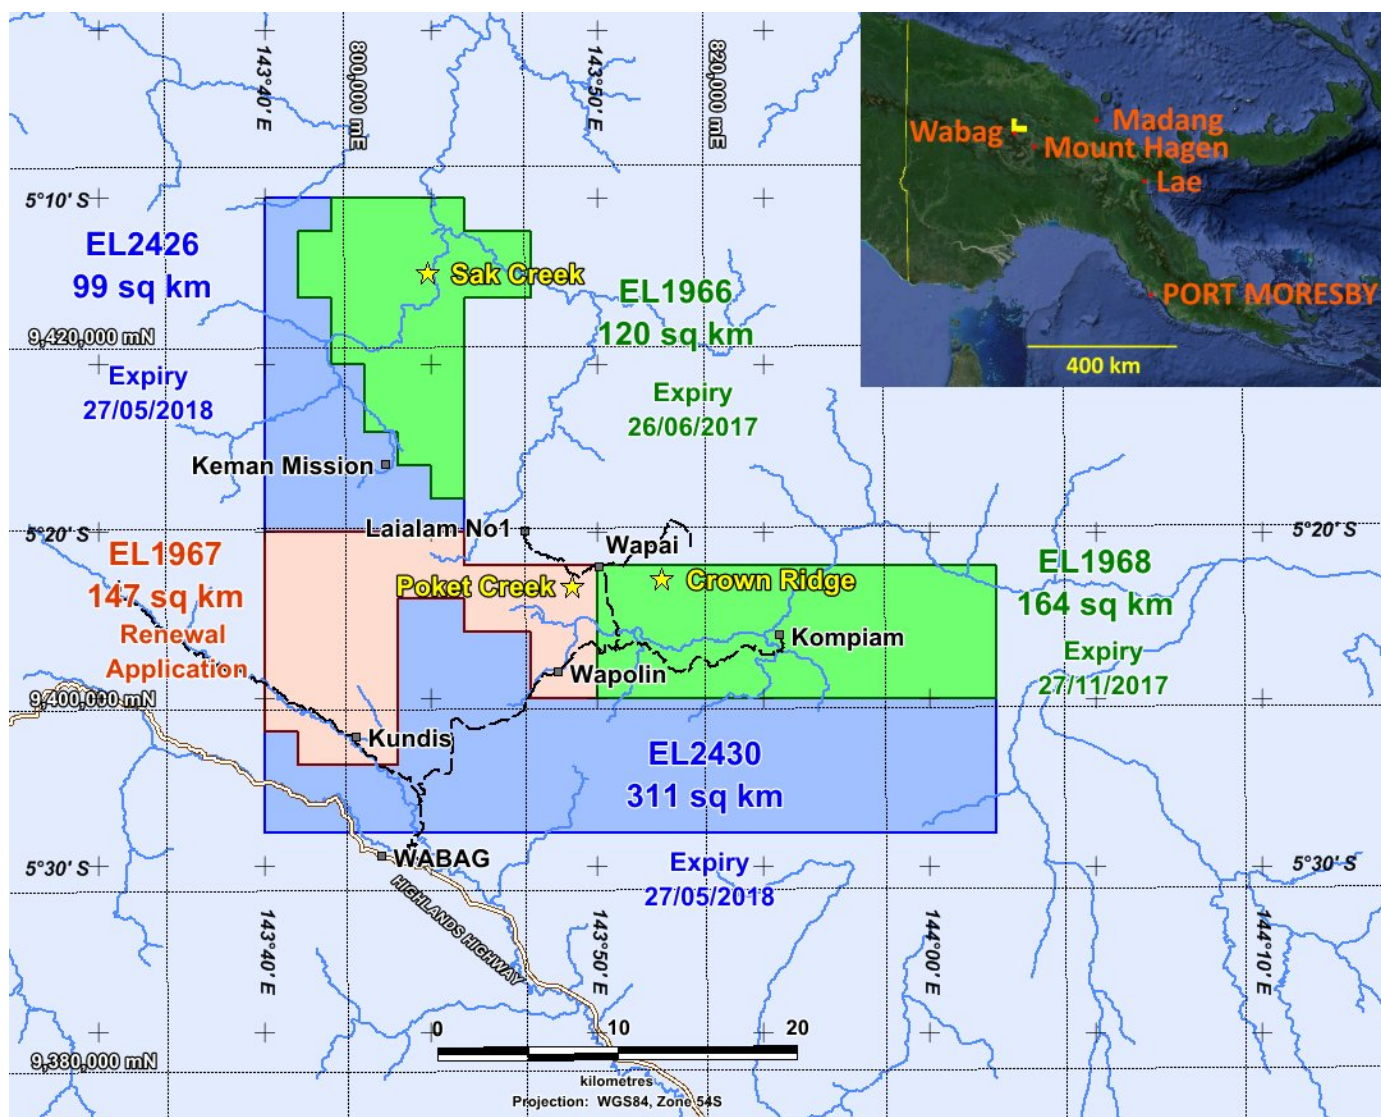 143°40' E
800,000 mE
143°50' E
820,000 mE
Wabag
Madang
Mount Hagen
Lae
PORT MORESBY
400 km
5°10' S
EL2426
99 sq km
Sak Creek
EL1966
120 sq km
9,420,000 mN
Expiry
27/05/2018
Expiry
26/06/2017
Keman Mission
5°20' S
Laialam No1
Wapai
5°20' S
EL1967
147 sq km
Renewal
Application
Poket Creek
Crown Ridge
EL1968
164 sq km
Kompiam
Expiry
27/11/2017
Wapolin
9,400,000 mN
Kundis
EL2430
311 sq km
5°30' S
WABAG
Expiry
27/05/2018
5°30' S
HIGHLANDS HIGHWAY
143°40' E
143°50' E
144°00' E
144°10' E
0 10 20
kilometres
9,380,000 mN
Projection: WGS84, Zone 54S